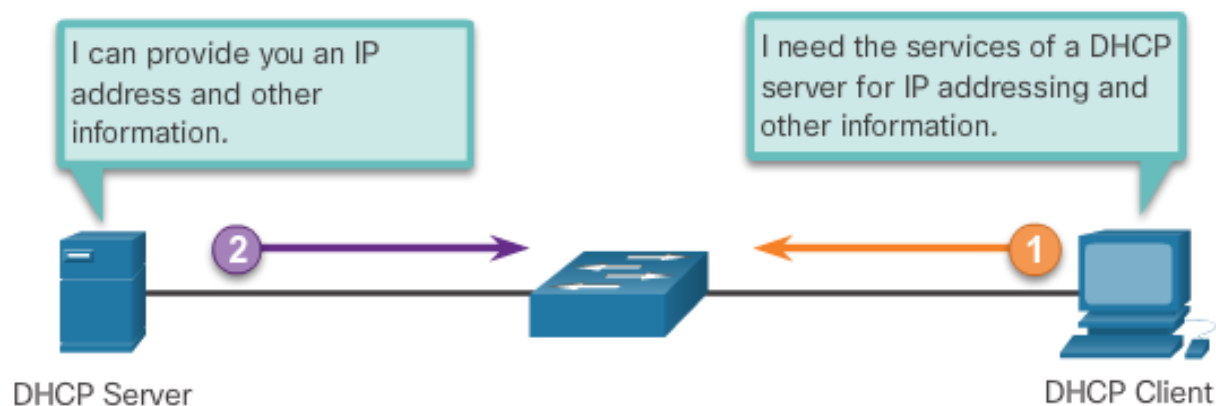 I can provide you an IP
address and other
information.
I need the services of a DHCP
server for IP addressing and
other information.
2
1
DHCP Server
DHCP Client